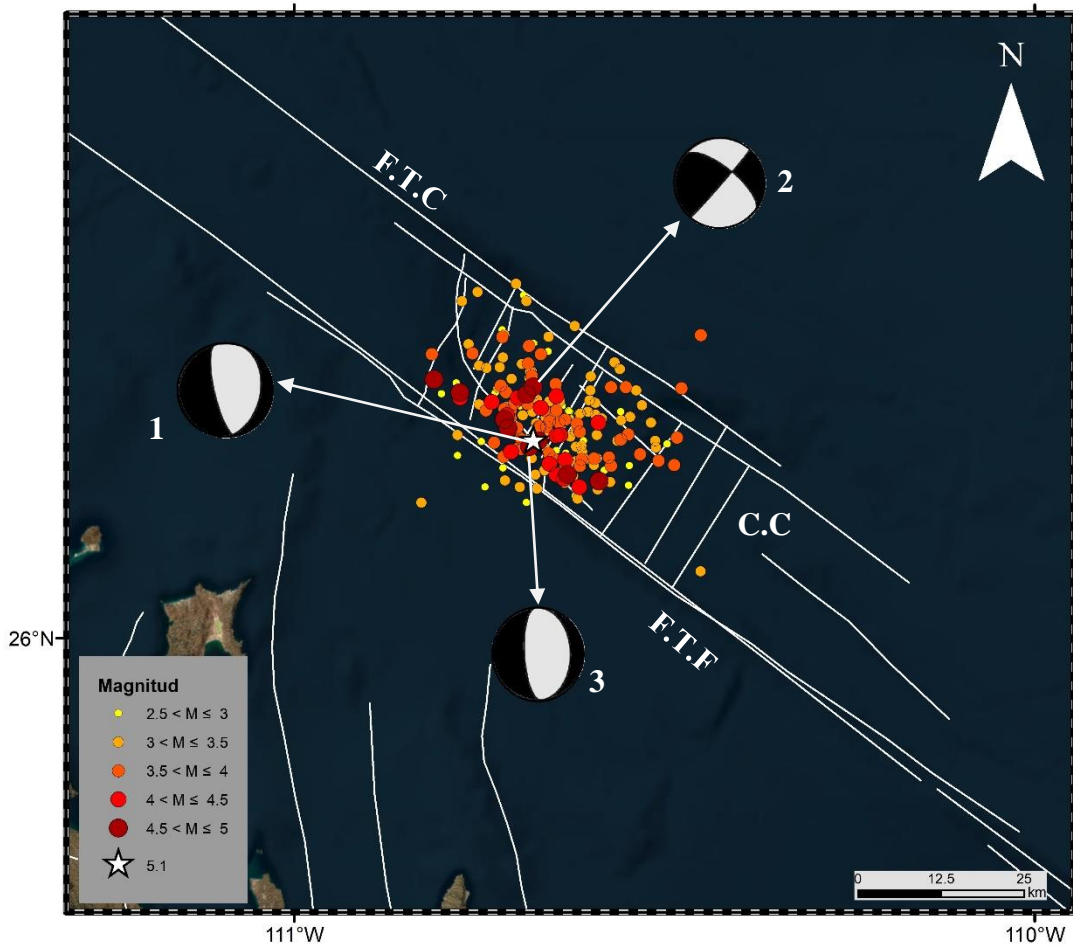 N
F.T.C
2
1
C.C
26°N
F.T.F
3
Magnitud
2.5 < M ≤ 3
3 < M ≤ 3.5
3.5 < M ≤ 4
4 < M ≤ 4.5
4.5 < M ≤ 5
5.1
0 12.5 25
km
111°W 110°W